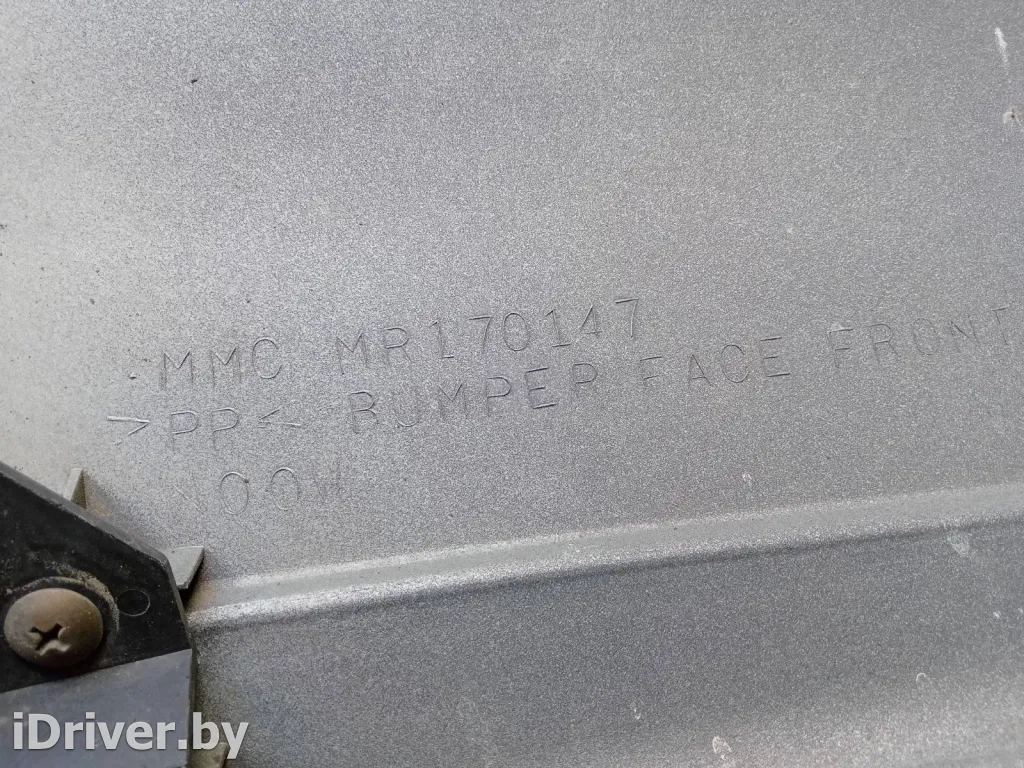 MMC MR170147
>PP< BUMPER FACE FRONT
00W
iDriver.by